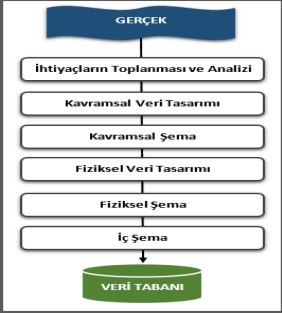 GERÇEK
İhtiyaçların Toplanması ve Analizi
Kavramsal Veri Tasarımı
Kavramsal Şema
Fiziksel Veri Tasarımı
Fiziksel Şema
İç Şema
VERİ TABANI